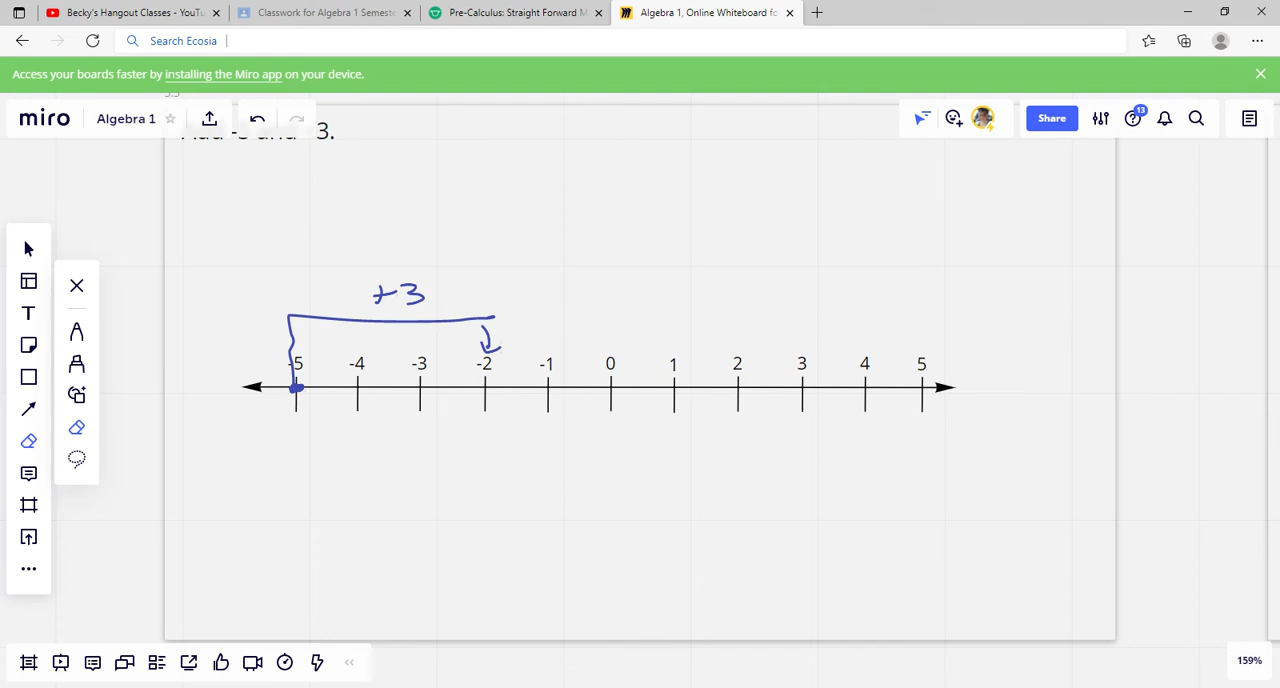 Becky's Hangout Classes - YouTu
Classwork for Algebra 1 Semeste
Pre-Calculus: Straight Forward M
Algebra 1, Online Whiteboard fo
Search Ecosia
Access your boards faster by installing the Miro app on your device.
miro
Algebra 1
Share
13
and
3.
+3
-5 -4 -3 -2 -1 0 1 2 3 4 5
T
159%